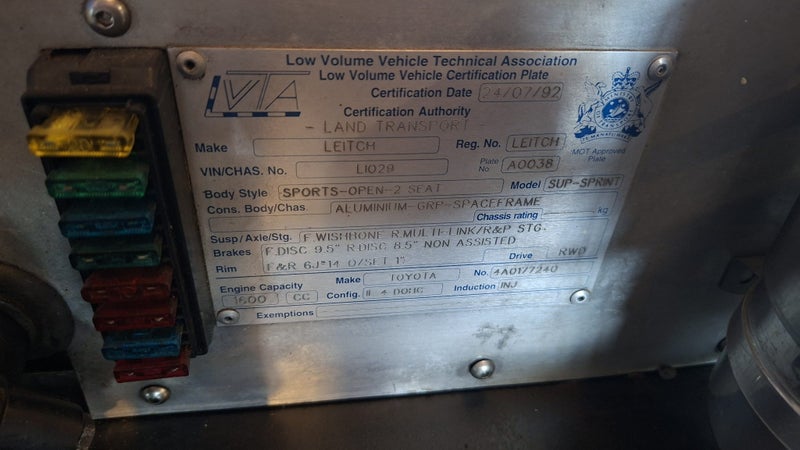 Low Volume Vehicle Technical Association
Low Volume Vehicle Certification Plate
LVVTA
Certification Date 24/07/92
Certification Authority
- LAND TRANSPORT -
Make LEITCH Reg. No. LEITCH
MOT Approved Plate
VIN/CHAS. No. L1029 Plate No A0038
Body Style SPORTS-OPEN-2 SEAT Model SUP-SPRINT
Cons. Body/Chas. ALUMINIUM-GRP-SPACEFRAME
Chassis rating kg
Susp/Axle/Stg. F.WISHBONE R.MULTI-LINK/R&P STG.
Brakes F.DISC 9.5" R.DISC 8.5" NON ASSISTED
Rim F&R 6J*14 O/SET 1" Drive RWD
Engine Capacity Make TOYOTA No. 4A0177240
1600 CC Config. IL 4 DOHC Induction INJ
Exemptions